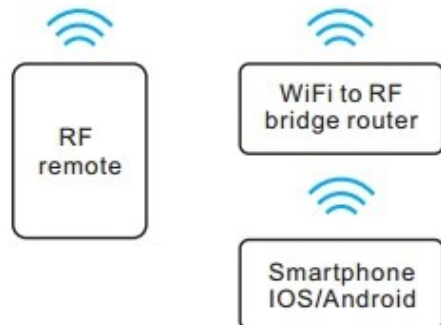 RF
remote
WiFi to RF
bridge router
Smartphone
IOS/Android